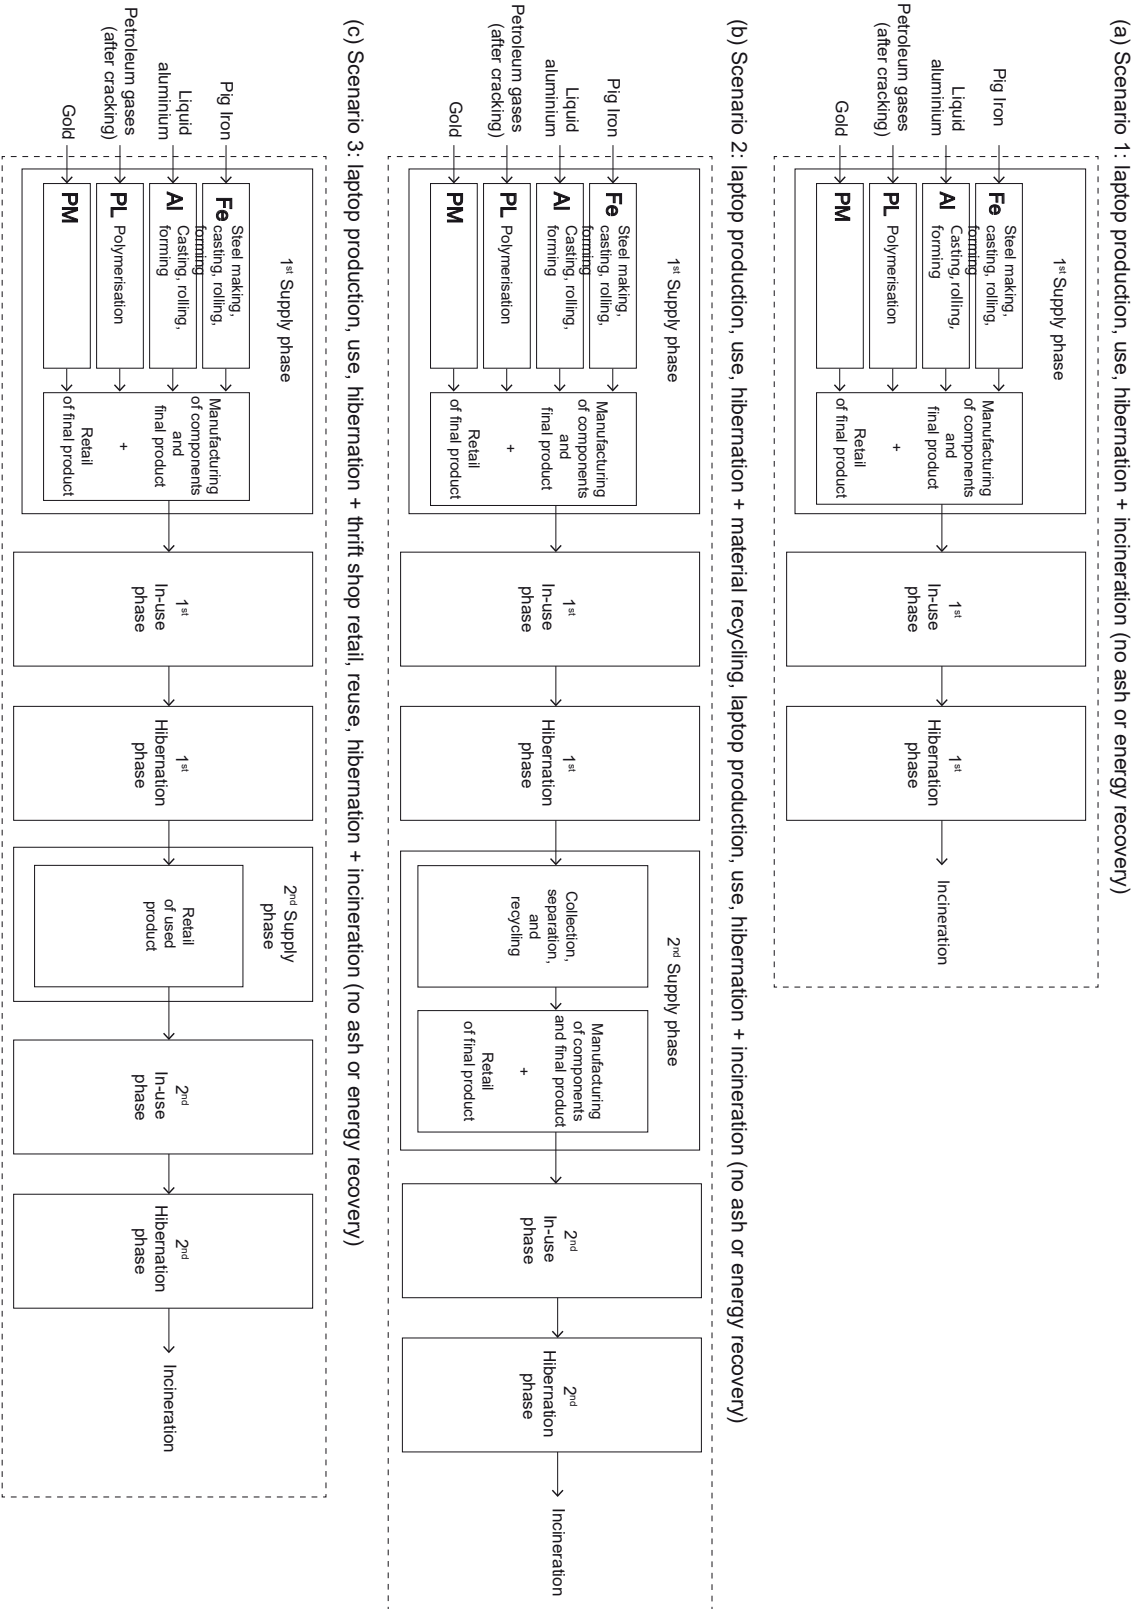 (a) Scenario 1: laptop production, use, hibernation + incineration (no ash or energy recovery)
Pig Iron
Liquid
aluminium
Petroleum gases
(after cracking)
Gold
1st Supply phase
Fe
Steel making,
casting, rolling,
forming
Al
Casting, rolling,
forming
PL
Polymerisation
PM
Manufacturing
of components
and
final product
+
Retail
of final product
1st
In-use
phase
1st
Hibernation
phase
Incineration
(b) Scenario 2: laptop production, use, hibernation + material recycling, laptop production, use, hibernation + incineration (no ash or energy recovery)
Pig Iron
Liquid
aluminium
Petroleum gases
(after cracking)
Gold
1st Supply phase
Fe
Steel making,
casting, rolling,
forming
Al
Casting, rolling,
forming
PL
Polymerisation
PM
Manufacturing
of components
and
final product
+
Retail
of final product
1st
In-use
phase
1st
Hibernation
phase
2nd Supply phase
Collection,
separation,
and
recycling
Manufacturing
of components
and final product
+
Retail
of final product
2nd
In-use
phase
2nd
Hibernation
phase
Incineration
(c) Scenario 3: laptop production, use, hibernation + thrift shop retail, reuse, hibernation + incineration (no ash or energy recovery)
Pig Iron
Liquid
aluminium
Petroleum gases
(after cracking)
Gold
1st Supply phase
Fe
Steel making,
casting, rolling,
forming
Al
Casting, rolling,
forming
PL
Polymerisation
PM
Manufacturing
of components
and
final product
+
Retail
of final product
1st
In-use
phase
1st
Hibernation
phase
2nd Supply
phase
Retail
of used
product
2nd
In-use
phase
2nd
Hibernation
phase
Incineration